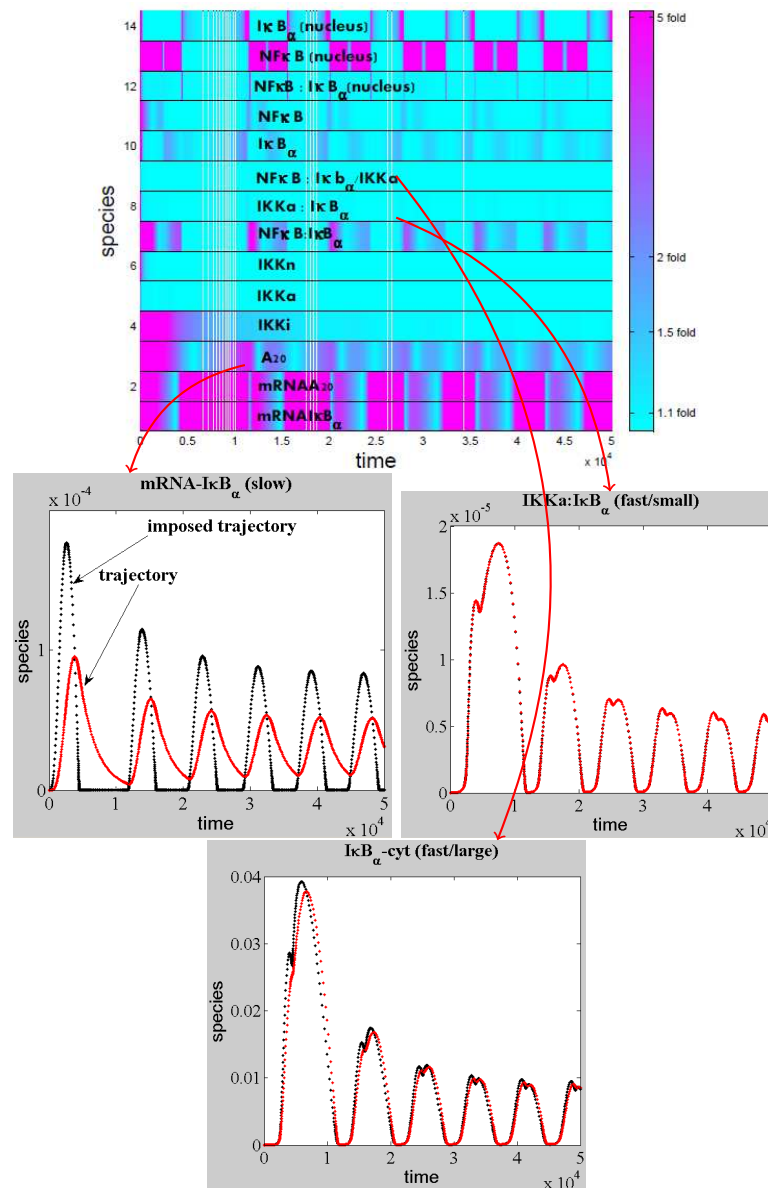 14
12
10
8
6
4
2
species
IκBα (nucleus)
NFκB (nucleus)
NFκB : IκBα (nucleus)
NFκB
IκBα
NFκB : Iκbα/IKKa
IKKa : IκBα
NFκB:IκBα
IKKn
IKKa
IKKi
A20
mRNAA20
mRNAIκBα
0 0.5 1 1.5 2 2.5 3 3.5 4 4.5 5
time
x 10^4
5 fold
2 fold
1.5 fold
1.1 fold
mRNA-IκBα (slow)
x 10^-4
imposed trajectory
trajectory
species
1
0
0 1 2 3 4 5
time
x 10^4
IKKa:IκBα (fast/small)
x 10^-5
2
1.5
1
0.5
0
species
0 1 2 3 4
time
x 10^4
IκBα-cyt (fast/large)
0.04
0.03
0.02
0.01
0
species
0 1 2 3 4 5
time
x 10^4